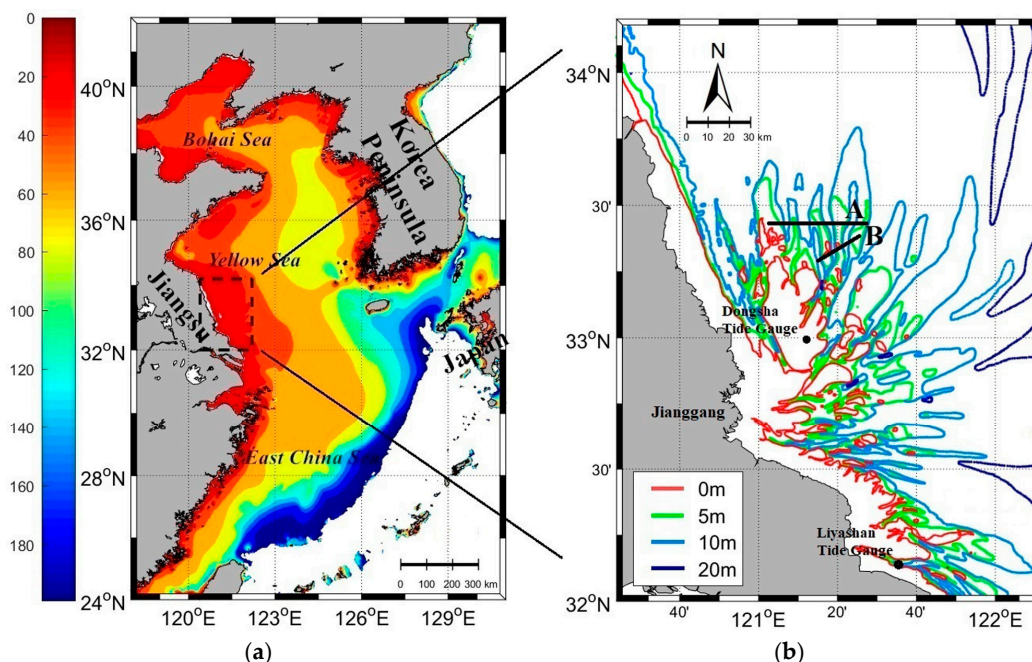 0
20
40
60
80
100
120
140
160
180
40°N
36°N
32°N
28°N
24°N
120°E
123°E
126°E
129°E
Bohai Sea
Korea
Peninsula
Yellow Sea
Jiangsu
Japan
East China Sea
0 100 200 300 km
(a)
N
0 10 20 30 km
34°N
30'
33°N
30'
32°N
A
B
Dongsha
Tide Gauge
Jianggang
Liyashan
Tide Gauge
0m
5m
10m
20m
40'
121°E
20'
40'
122°E
(b)